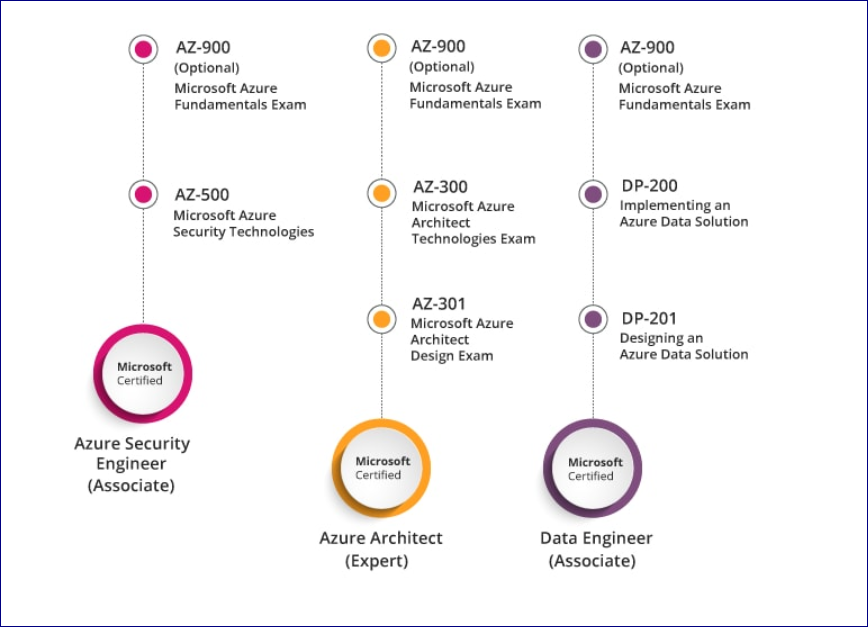 AZ-900
(Optional)
Microsoft Azure
Fundamentals Exam
AZ-500
Microsoft Azure
Security Technologies
Microsoft
Certified
Azure Security
Engineer
(Associate)
AZ-900
(Optional)
Microsoft Azure
Fundamentals Exam
AZ-300
Microsoft Azure
Architect
Technologies Exam
AZ-301
Microsoft Azure
Architect
Design Exam
Microsoft
Certified
Azure Architect
(Expert)
AZ-900
(Optional)
Microsoft Azure
Fundamentals Exam
DP-200
Implementing an
Azure Data Solution
DP-201
Designing an
Azure Data Solution
Microsoft
Certified
Data Engineer
(Associate)